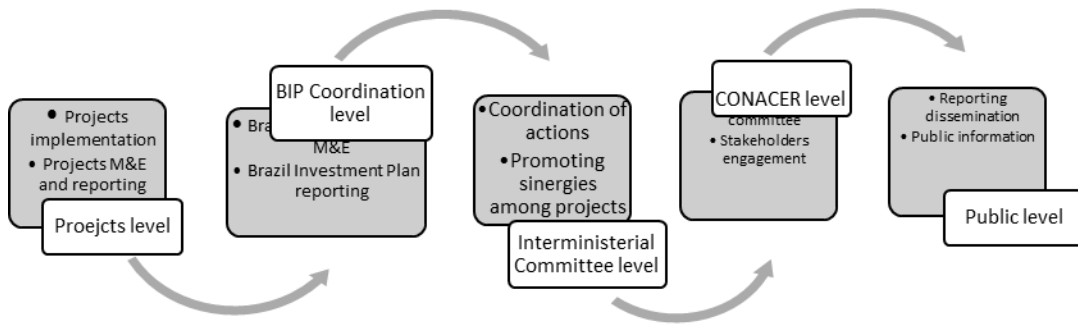 • Projects
implementation
• Projects M&E
and reporting
Proejcts level
BIP Coordination
level
M&E
• Brazil Investment Plan
reporting
•Coordination of
actions
•Promoting
sinergies
among projects
Interministerial
Committee level
CONACER level
committee
• Stakeholders
engagement
• Reporting
dissemination
• Public information
Public level